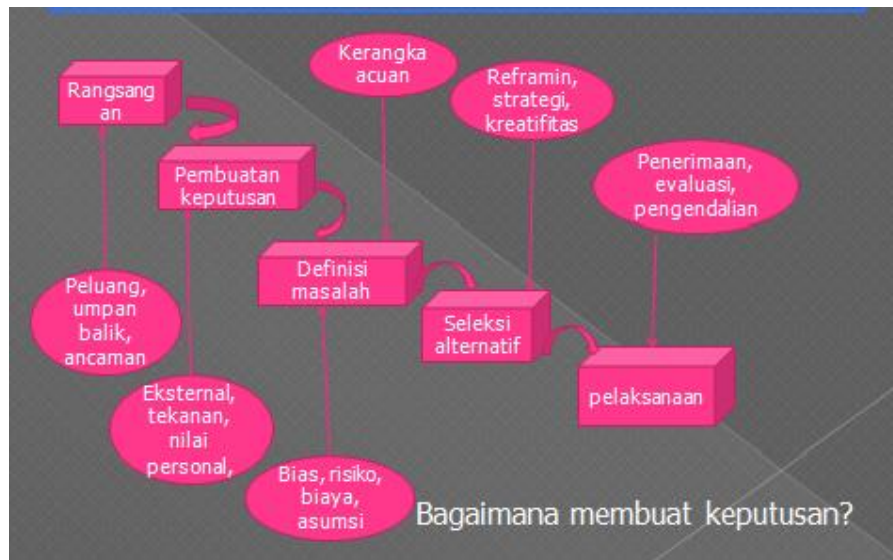 Rangsang
an
Pembuatan
keputusan
Definisi
masalah
Seleksi
alternatif
pelaksanaan
Kerangka
acuan
Reframin,
strategi,
kreatifitas
Penerimaan,
evaluasi,
pengendalian
Peluang,
umpan
balik,
ancaman
Eksternal,
tekanan,
nilai
personal,
Bias, risiko,
biaya,
asumsi
Bagaimana membuat keputusan?